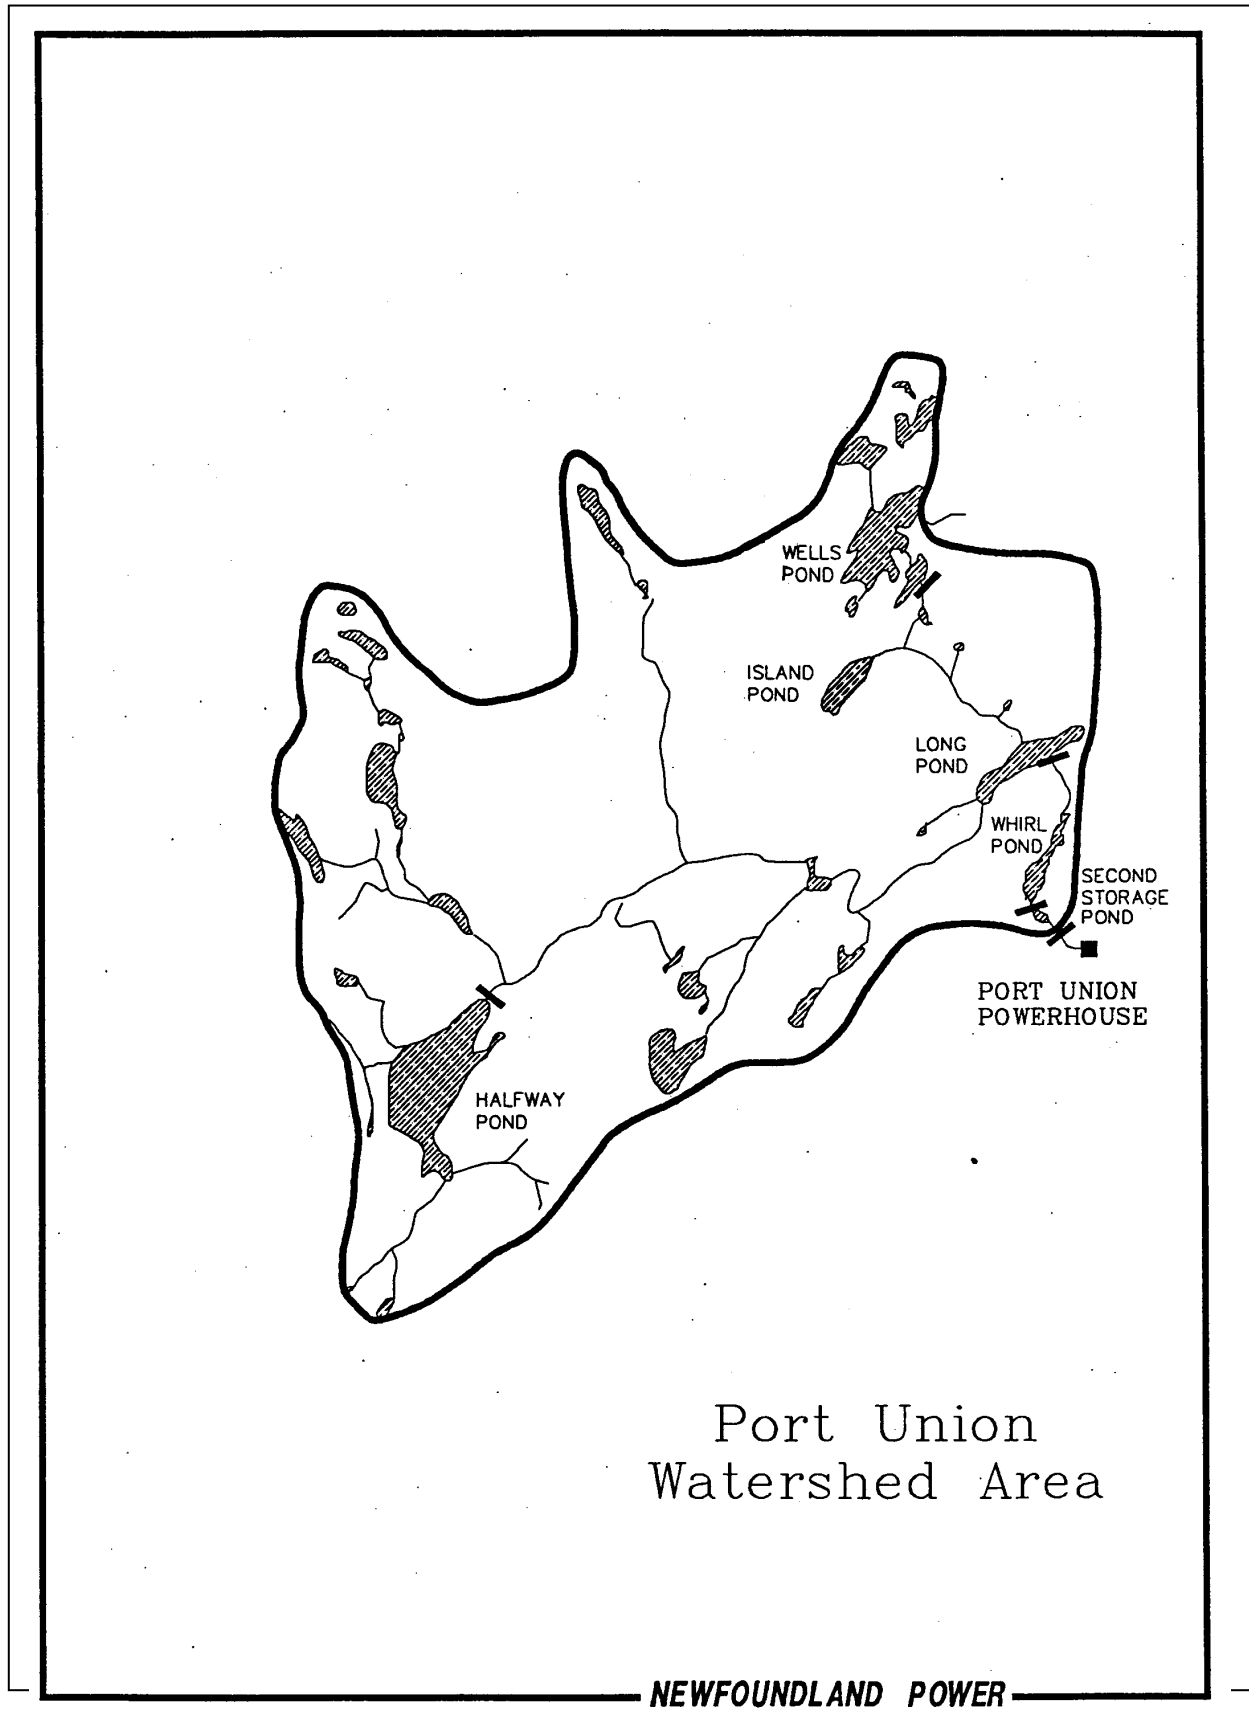 WELLS
POND
ISLAND
POND
LONG
POND
WHIRL
POND
SECOND
STORAGE
POND
PORT UNION
POWERHOUSE
HALFWAY
POND
Port Union
Watershed Area
NEWFOUNDLAND POWER